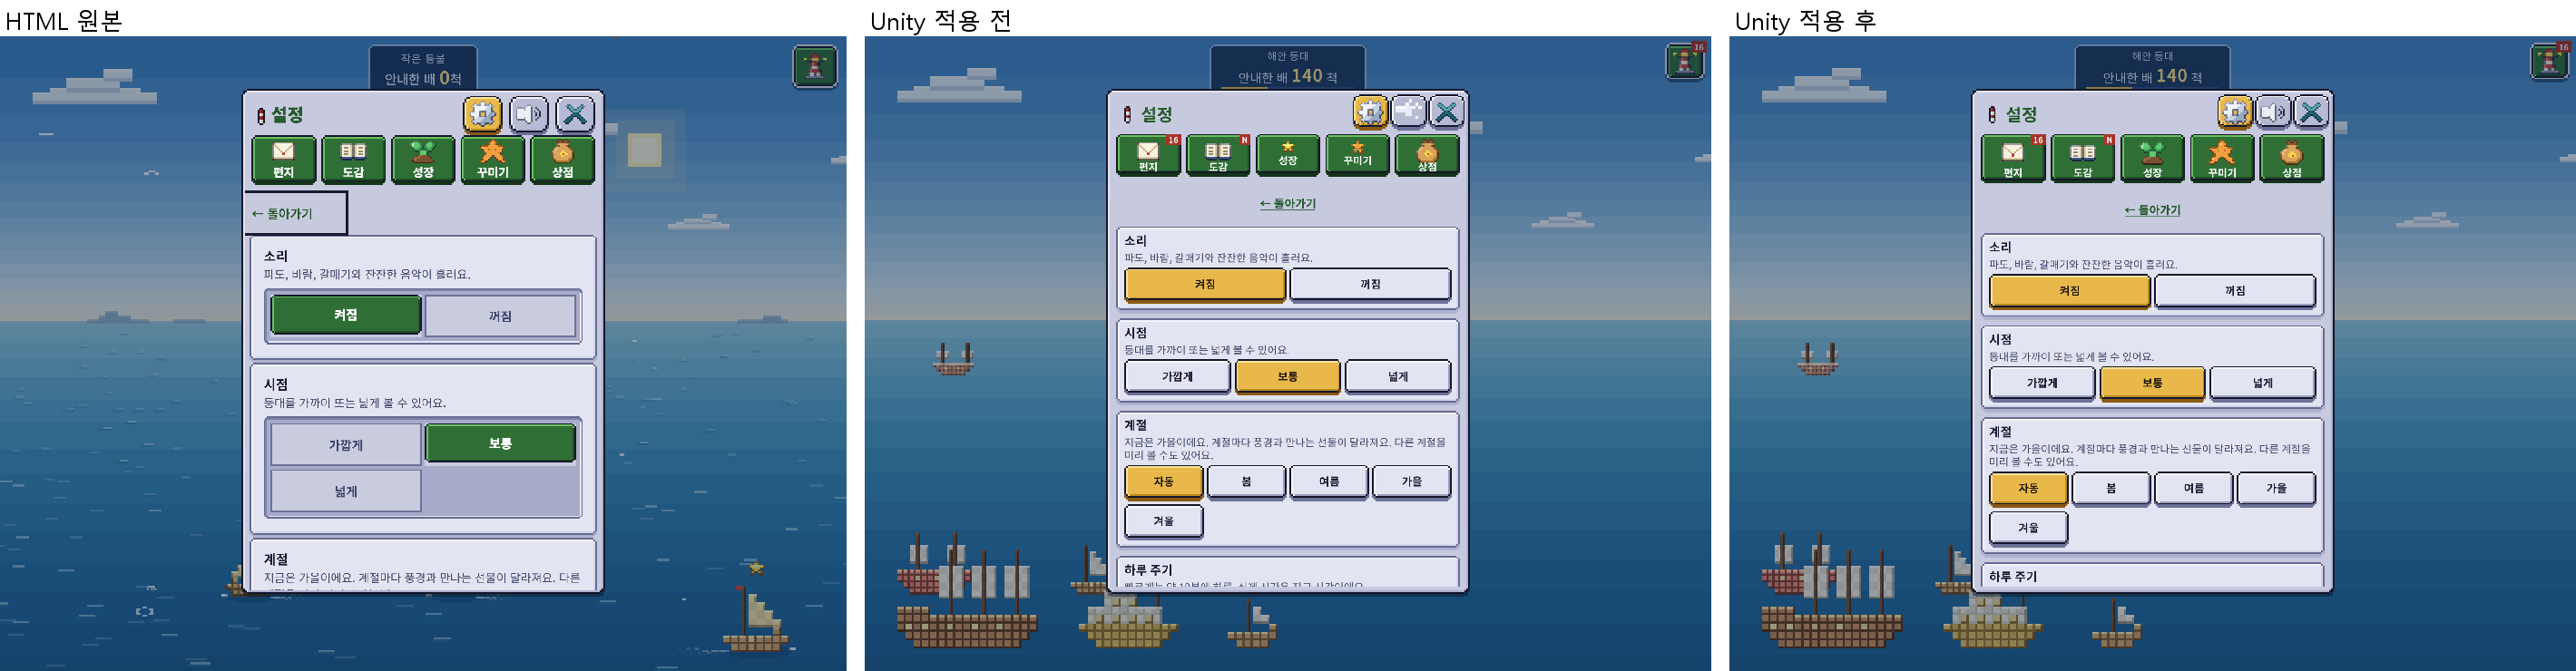 HTML 원본
작은 등불
안내한 배 0척
설정
편지
도감
성장
꾸미기
상점
← 돌아가기
소리
파도, 바람, 갈매기와 잔잔한 음악이 흘러요.
켜짐
꺼짐
시점
등대를 가까이 또는 넓게 볼 수 있어요.
가깝게
보통
넓게
계절
지금은 가을이에요. 계절마다 풍경과 만나는 선물이 달라져요. 다른
Unity 적용 전
해안 등대
안내한 배 140 척
16
설정
16
N
편지
도감
성장
꾸미기
상점
← 돌아가기
소리
파도, 바람, 갈매기와 잔잔한 음악이 흘러요.
켜짐
꺼짐
시점
등대를 가까이 또는 넓게 볼 수 있어요.
가깝게
보통
넓게
계절
지금은 가을이에요. 계절마다 풍경과 만나는 선물이 달라져요. 다른 계절을
미리 볼 수도 있어요.
자동
봄
여름
가을
겨울
하루 주기
Unity 적용 후
해안 등대
안내한 배 140 척
16
설정
16
N
편지
도감
성장
꾸미기
상점
← 돌아가기
소리
파도, 바람, 갈매기와 잔잔한 음악이 흘러요.
켜짐
꺼짐
시점
등대를 가까이 또는 넓게 볼 수 있어요.
가깝게
보통
넓게
계절
지금은 가을이에요. 계절마다 풍경과 만나는 선물이 달라져요. 다른 계절을
미리 볼 수도 있어요.
자동
봄
여름
가을
겨울
하루 주기